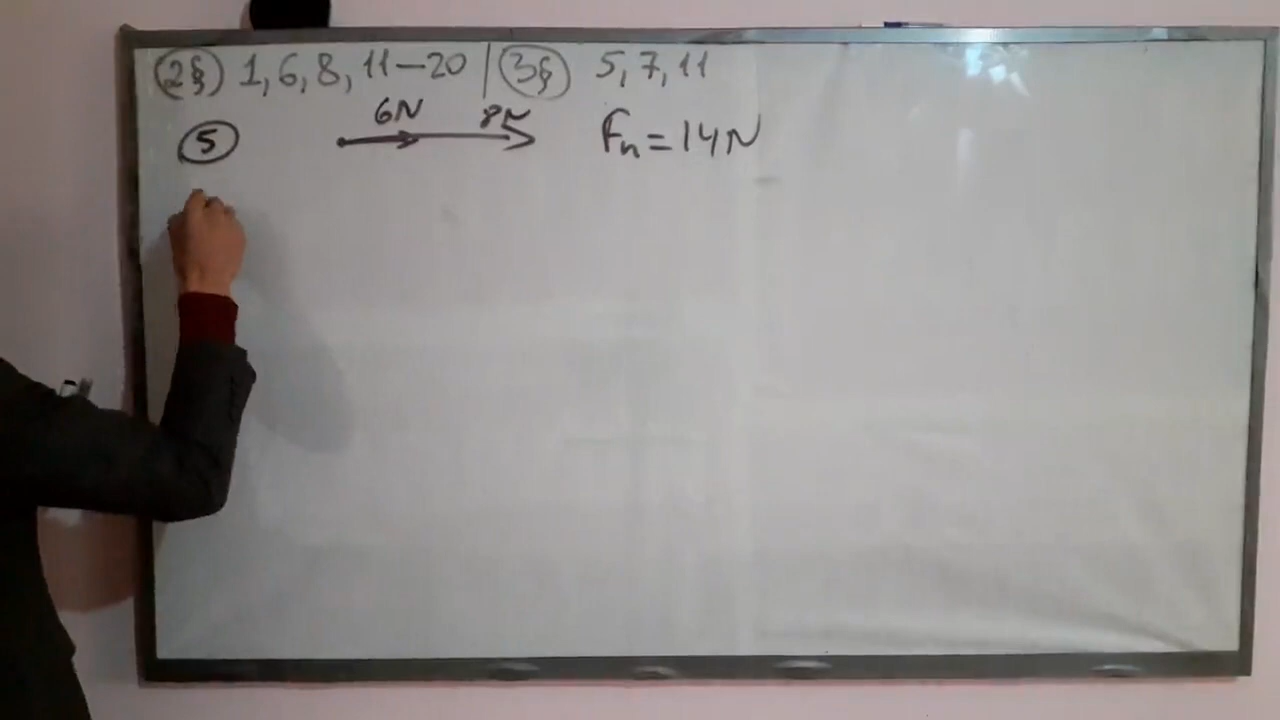 2§) 1, 6, 8, 11—20 | 3§) 5, 7, 11
5 6N 8N Fn = 14N